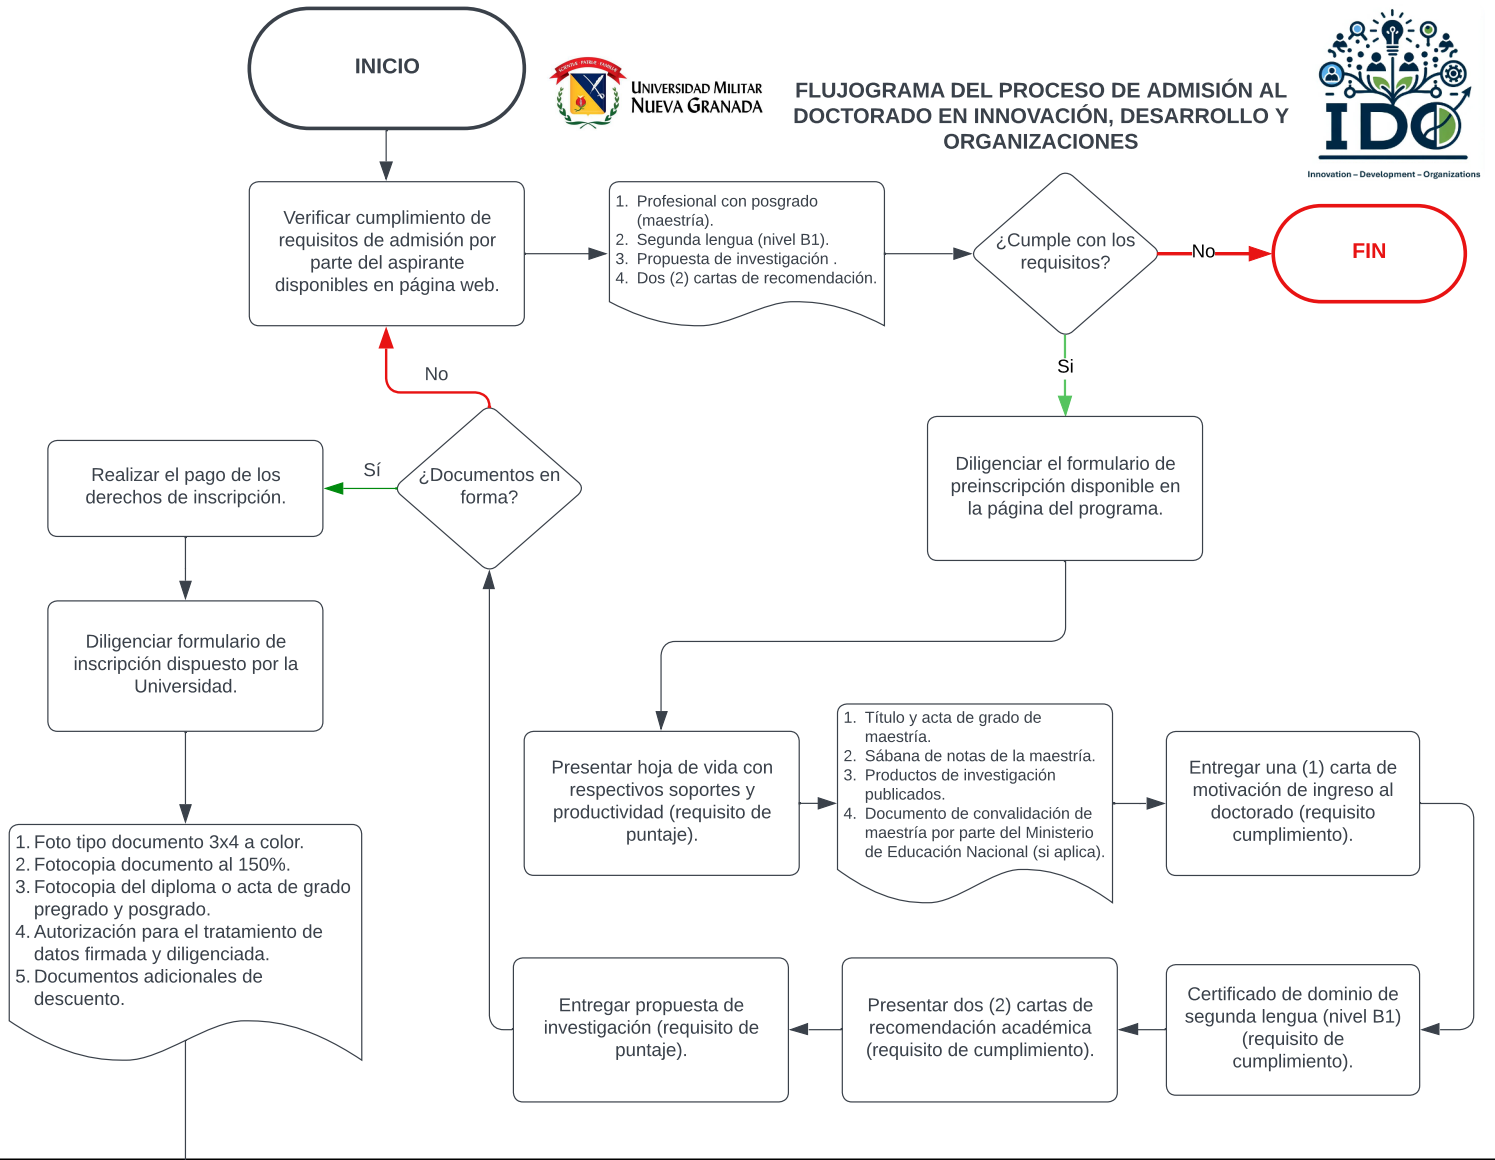 INICIO
SCIENTIÆ PATRIÆ FAMILIÆ
UNIVERSIDAD MILITAR
NUEVA GRANADA
FLUJOGRAMA DEL PROCESO DE ADMISIÓN AL
DOCTORADO EN INNOVACIÓN, DESARROLLO Y
ORGANIZACIONES
IDO
Innovation – Development – Organizations
Verificar cumplimiento de
requisitos de admisión por
parte del aspirante
disponibles en página web.
1. Profesional con posgrado
(maestría).
2. Segunda lengua (nivel B1).
3. Propuesta de investigación .
4. Dos (2) cartas de recomendación.
¿Cumple con los
requisitos?
No
FIN
Si
Diligenciar el formulario de
preinscripción disponible en
la página del programa.
Presentar hoja de vida con
respectivos soportes y
productividad (requisito de
puntaje).
1. Título y acta de grado de
maestría.
2. Sábana de notas de la maestría.
3. Productos de investigación
publicados.
4. Documento de convalidación de
maestría por parte del Ministerio
de Educación Nacional (si aplica).
Entregar una (1) carta de
motivación de ingreso al
doctorado (requisito
cumplimiento).
Certificado de dominio de
segunda lengua (nivel B1)
(requisito de
cumplimiento).
Presentar dos (2) cartas de
recomendación académica
(requisito de cumplimiento).
Entregar propuesta de
investigación (requisito de
puntaje).
¿Documentos en
forma?
No
Sí
Realizar el pago de los
derechos de inscripción.
Diligenciar formulario de
inscripción dispuesto por la
Universidad.
1. Foto tipo documento 3x4 a color.
2. Fotocopia documento al 150%.
3. Fotocopia del diploma o acta de grado
pregrado y posgrado.
4. Autorización para el tratamiento de
datos firmada y diligenciada.
5. Documentos adicionales de
descuento.